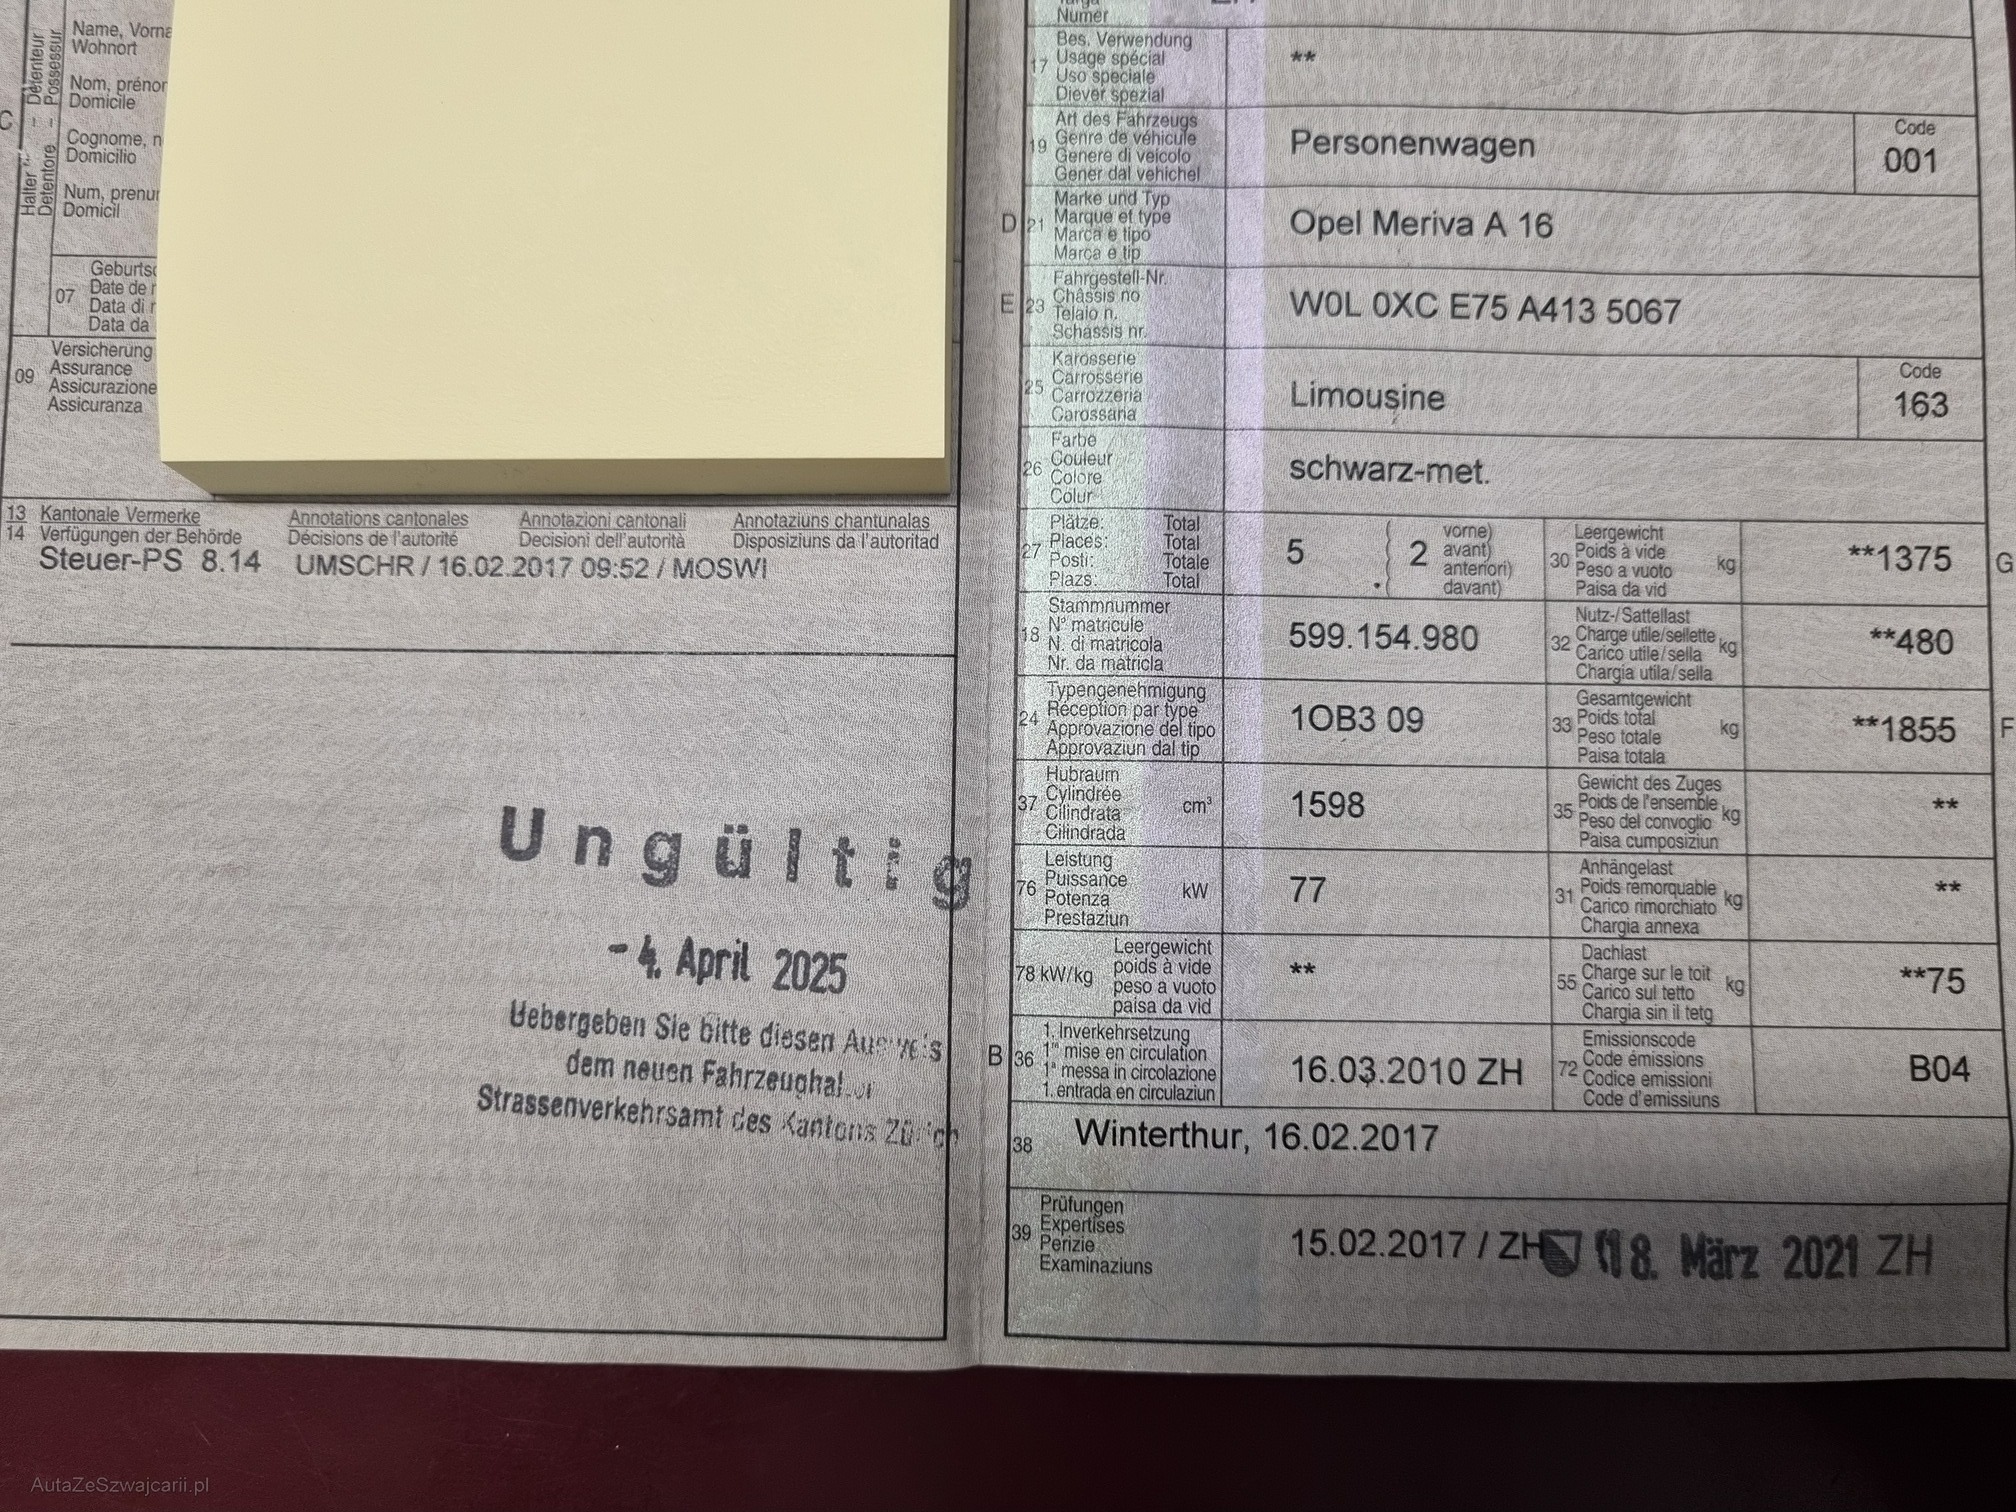 C
Halter – Détenteur
Detentore – Possessur
Name,
Wohnort
Nom,
Domicile
Cognome,
Domicilio
Num,
Domicil
07
Date de
Data di
Data da
09
Versicherung
Assurance
Assicurazione
Assicuranza
13 Kantonale Vermerke Annotations cantonales Annotazioni cantonali Annotaziuns chantunalas
14 Verfügungen der Behörde Décisions de l'autorité Decisioni dell'autorità Disposiziuns da l'autoritad
Steuer-PS 8.14 UMSCHR / 16.02.2017 09:52 / MOSWI
Ungültig
- 4. April 2025
Uebergeben Sie bitte diesen Ausweis
dem neuen Fahrzeughalter
Strassenverkehrsamt des Kantons Zürich
Numer
17
Bes. Verwendung
Usage spécial
Uso speciale
Diever spezial
**
19
Art des Fahrzeugs
Genre de véhicule
Genere di veicolo
Gener dal vehichel
Personenwagen
Code
001
D 21
Marke und Typ
Marque et type
Marca e tipo
Marca e tip
Opel Meriva A 16
E 23
Fahrgestell-Nr.
Châssis no
Telaio n.
Schassis nr.
W0L 0XC E75 A413 5067
25
Karosserie
Carrosserie
Carrozzeria
Carossaria
Limousine
Code
163
26
Farbe
Couleur
Colore
Colur
schwarz-met.
27
Plätze: Total
Places: Total
Posti: Totale
Plazs: Total
5 ( 2
vorne)
avant)
anteriori)
davant)
30
Leergewicht
Poids à vide
Peso a vuoto
Paisa da vid
kg
**1375
G
18
Stammnummer
N° matricule
N. di matricola
Nr. da matricla
599.154.980
32
Nutz-/Sattellast
Charge utile/sellette
Carico utile/sella
Chargia utila/sella
kg
**480
24
Typengenehmigung
Réception par type
Approvazione del tipo
Approvaziun dal tip
1OB3 09
33
Gesamtgewicht
Poids total
Peso totale
Paisa totala
kg
**1855
F
37
Hubraum
Cylindrée
Cilindrata
Cilindrada
cm³
1598
35
Gewicht des Zuges
Poids de l'ensemble
Peso del convoglio
Paisa cumposiziun
kg
**
76
Leistung
Puissance
Potenza
Prestaziun
kW
77
31
Anhängelast
Poids remorquable
Carico rimorchiato
Chargia annexa
kg
**
78 kW/kg
Leergewicht
poids à vide
peso a vuoto
paisa da vid
**
55
Dachlast
Charge sur le toit
Carico sul tetto
Chargia sin il tetg
kg
**75
B 36
1. Inverkehrsetzung
1re mise en circulation
1a messa in circolazione
1. entrada en circulaziun
16.03.2010 ZH
72
Emissionscode
Code émissions
Codice emissioni
Code d'emissiuns
B04
38
Winterthur, 16.02.2017
39
Prüfungen
Expertises
Perizie
Examinaziuns
15.02.2017 / ZH 18. März 2021 ZH
AutaZeSzwajcarii.pl